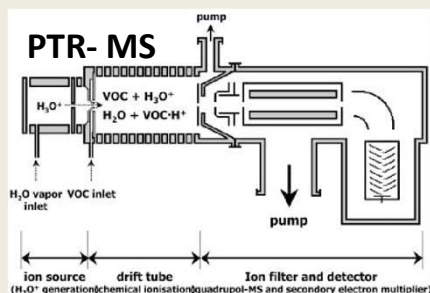 pump
PTR- MS
H₃O⁺
VOC + H₃O⁺
H₂O + VOC·H⁺
H₂O vapor inlet
VOC inlet
pump
ion source
drift tube
Ion filter and detector
(H₃O⁺ generation)
(chemical ionisation)
(quadrupol-MS and secondory electron multiplier)